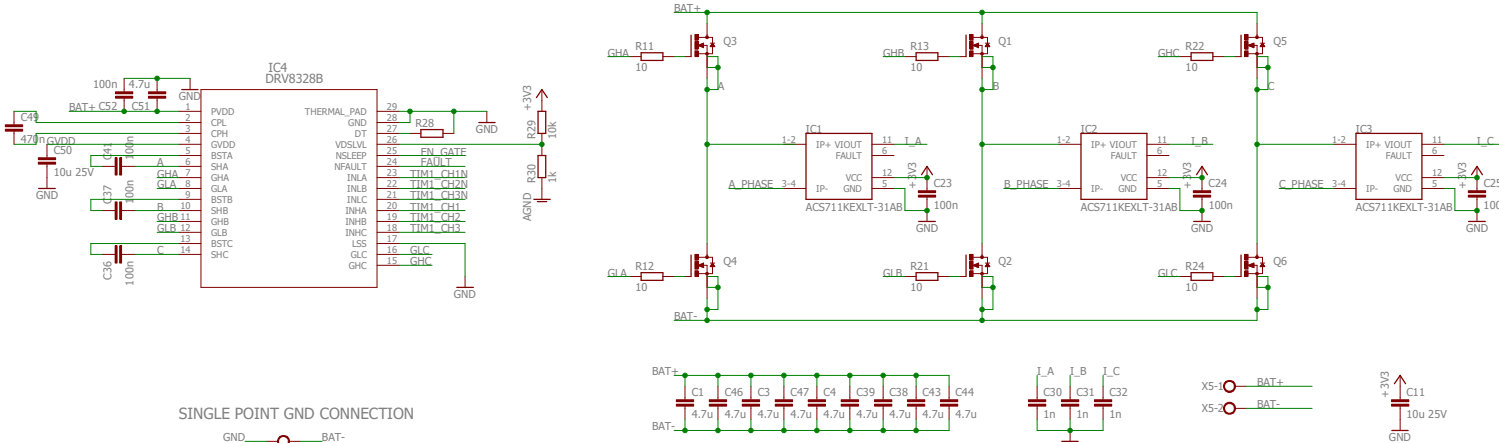 BAT+
Q3
Q1
Q5
GHA
R11
10
GHB
R13
10
GHC
R22
10
A
B
C
IC4
DRV8328B
100n
4.7u
C52
C51
GND
BAT+
C49
470n
GVDD
C50
10u 25V
GND
C41
100n
A
GHA
GLA
C37
100n
B
GHB
GLB
C
C36
100n
1 PVDD
2 CPL
3 CPH
4 GVDD
5 BSTA
6 SHA
7 GHA
8 GLA
9 BSTB
10 SHB
11 GHB
12 GLB
13 BSTC
14 SHC
THERMAL_PAD 29
GND 28
DT 27
VDSLVL 26
NSLEEP 25 EN_GATE
NFAULT 24 FAULT
INLA 23 TIM1_CH1N
INLB 22 TIM1_CH2N
INLC 21 TIM1_CH3N
INHA 20 TIM1_CH1
INHB 19 TIM1_CH2
INHC 18 TIM1_CH3
LSS 17
GLC 16 GLC
GHC 15 GHC
R28
GND
+3V3
R29
10k
R30
1k
AGND
GND
IC1
1-2 IP+ VIOUT 11 I_A
FAULT 6
VCC 12
A_PHASE 3-4 IP- GND 5
ACS711KEXLT-31AB
+3V3
C23
100n
GND
IC2
1-2 IP+ VIOUT 11 I_B
FAULT 6
VCC 12
B_PHASE 3-4 IP- GND 5
ACS711KEXLT-31AB
+3V3
C24
100n
GND
IC3
1-2 IP+ VIOUT 11 I_C
FAULT 6
VCC 12
C_PHASE 3-4 IP- GND 5
ACS711KEXLT-31AB
+3V3
C25
100
GND
Q4
Q2
Q6
GLA
R12
10
GLB
R21
10
GLC
R24
10
BAT-
BAT+
C1
C46
C3
C47
C4
C39
C38
C43
C44
4.7u
4.7u
4.7u
4.7u
4.7u
4.7u
4.7u
4.7u
4.7u
BAT-
I_A
I_B
I_C
C30
C31
C32
1n
1n
1n
X5-1
BAT+
X5-2
BAT-
+3V3
C11
10u 25V
GND
SINGLE POINT GND CONNECTION
GND
BAT-